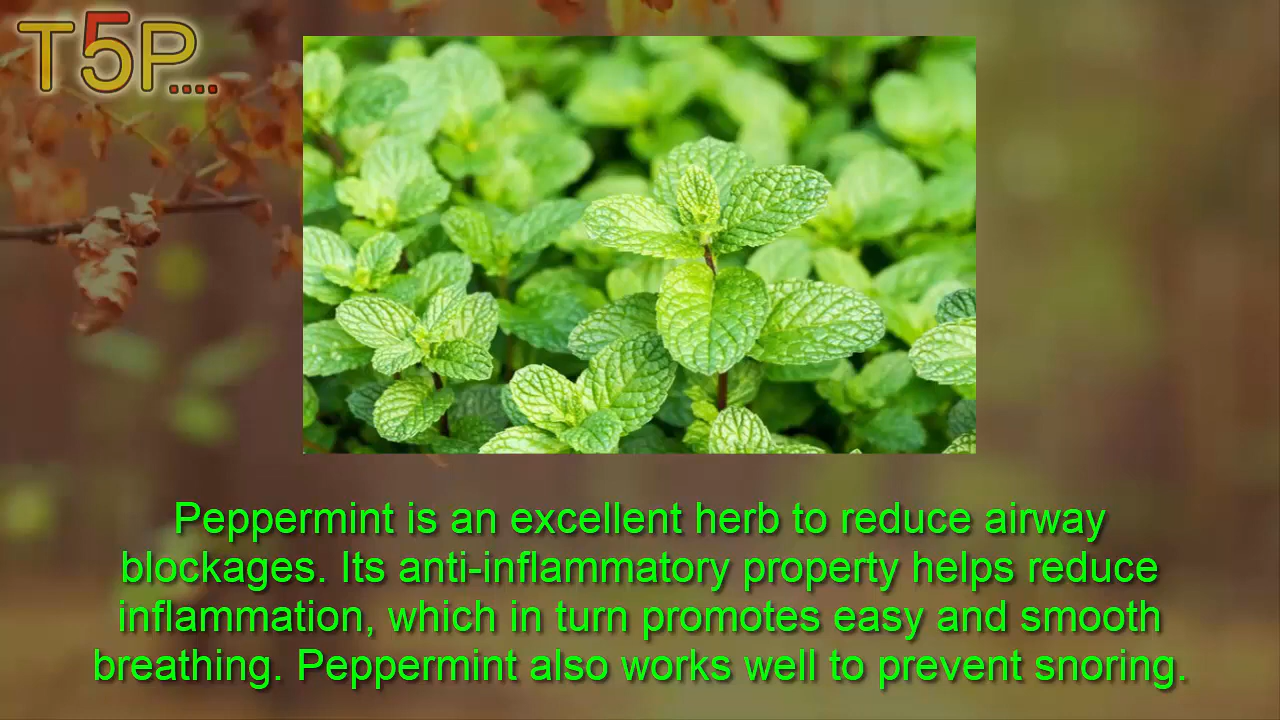 T5P....
Peppermint is an excellent herb to reduce airway
blockages. Its anti-inflammatory property helps reduce
inflammation, which in turn promotes easy and smooth
breathing. Peppermint also works well to prevent snoring.